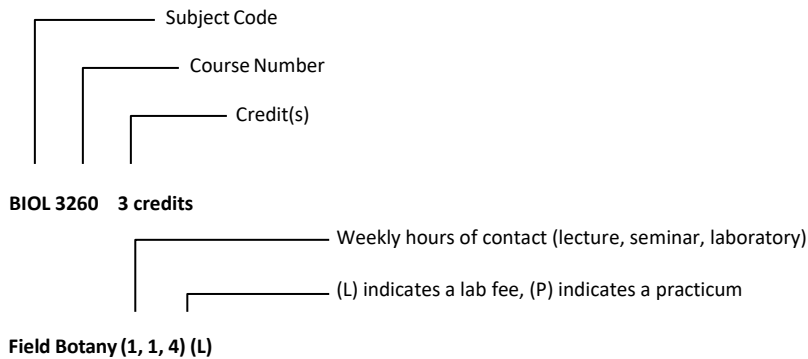 Subject Code
Course Number
Credit(s)
BIOL 3260 3 credits
Weekly hours of contact (lecture, seminar, laboratory)
(L) indicates a lab fee, (P) indicates a practicum
Field Botany (1, 1, 4) (L)